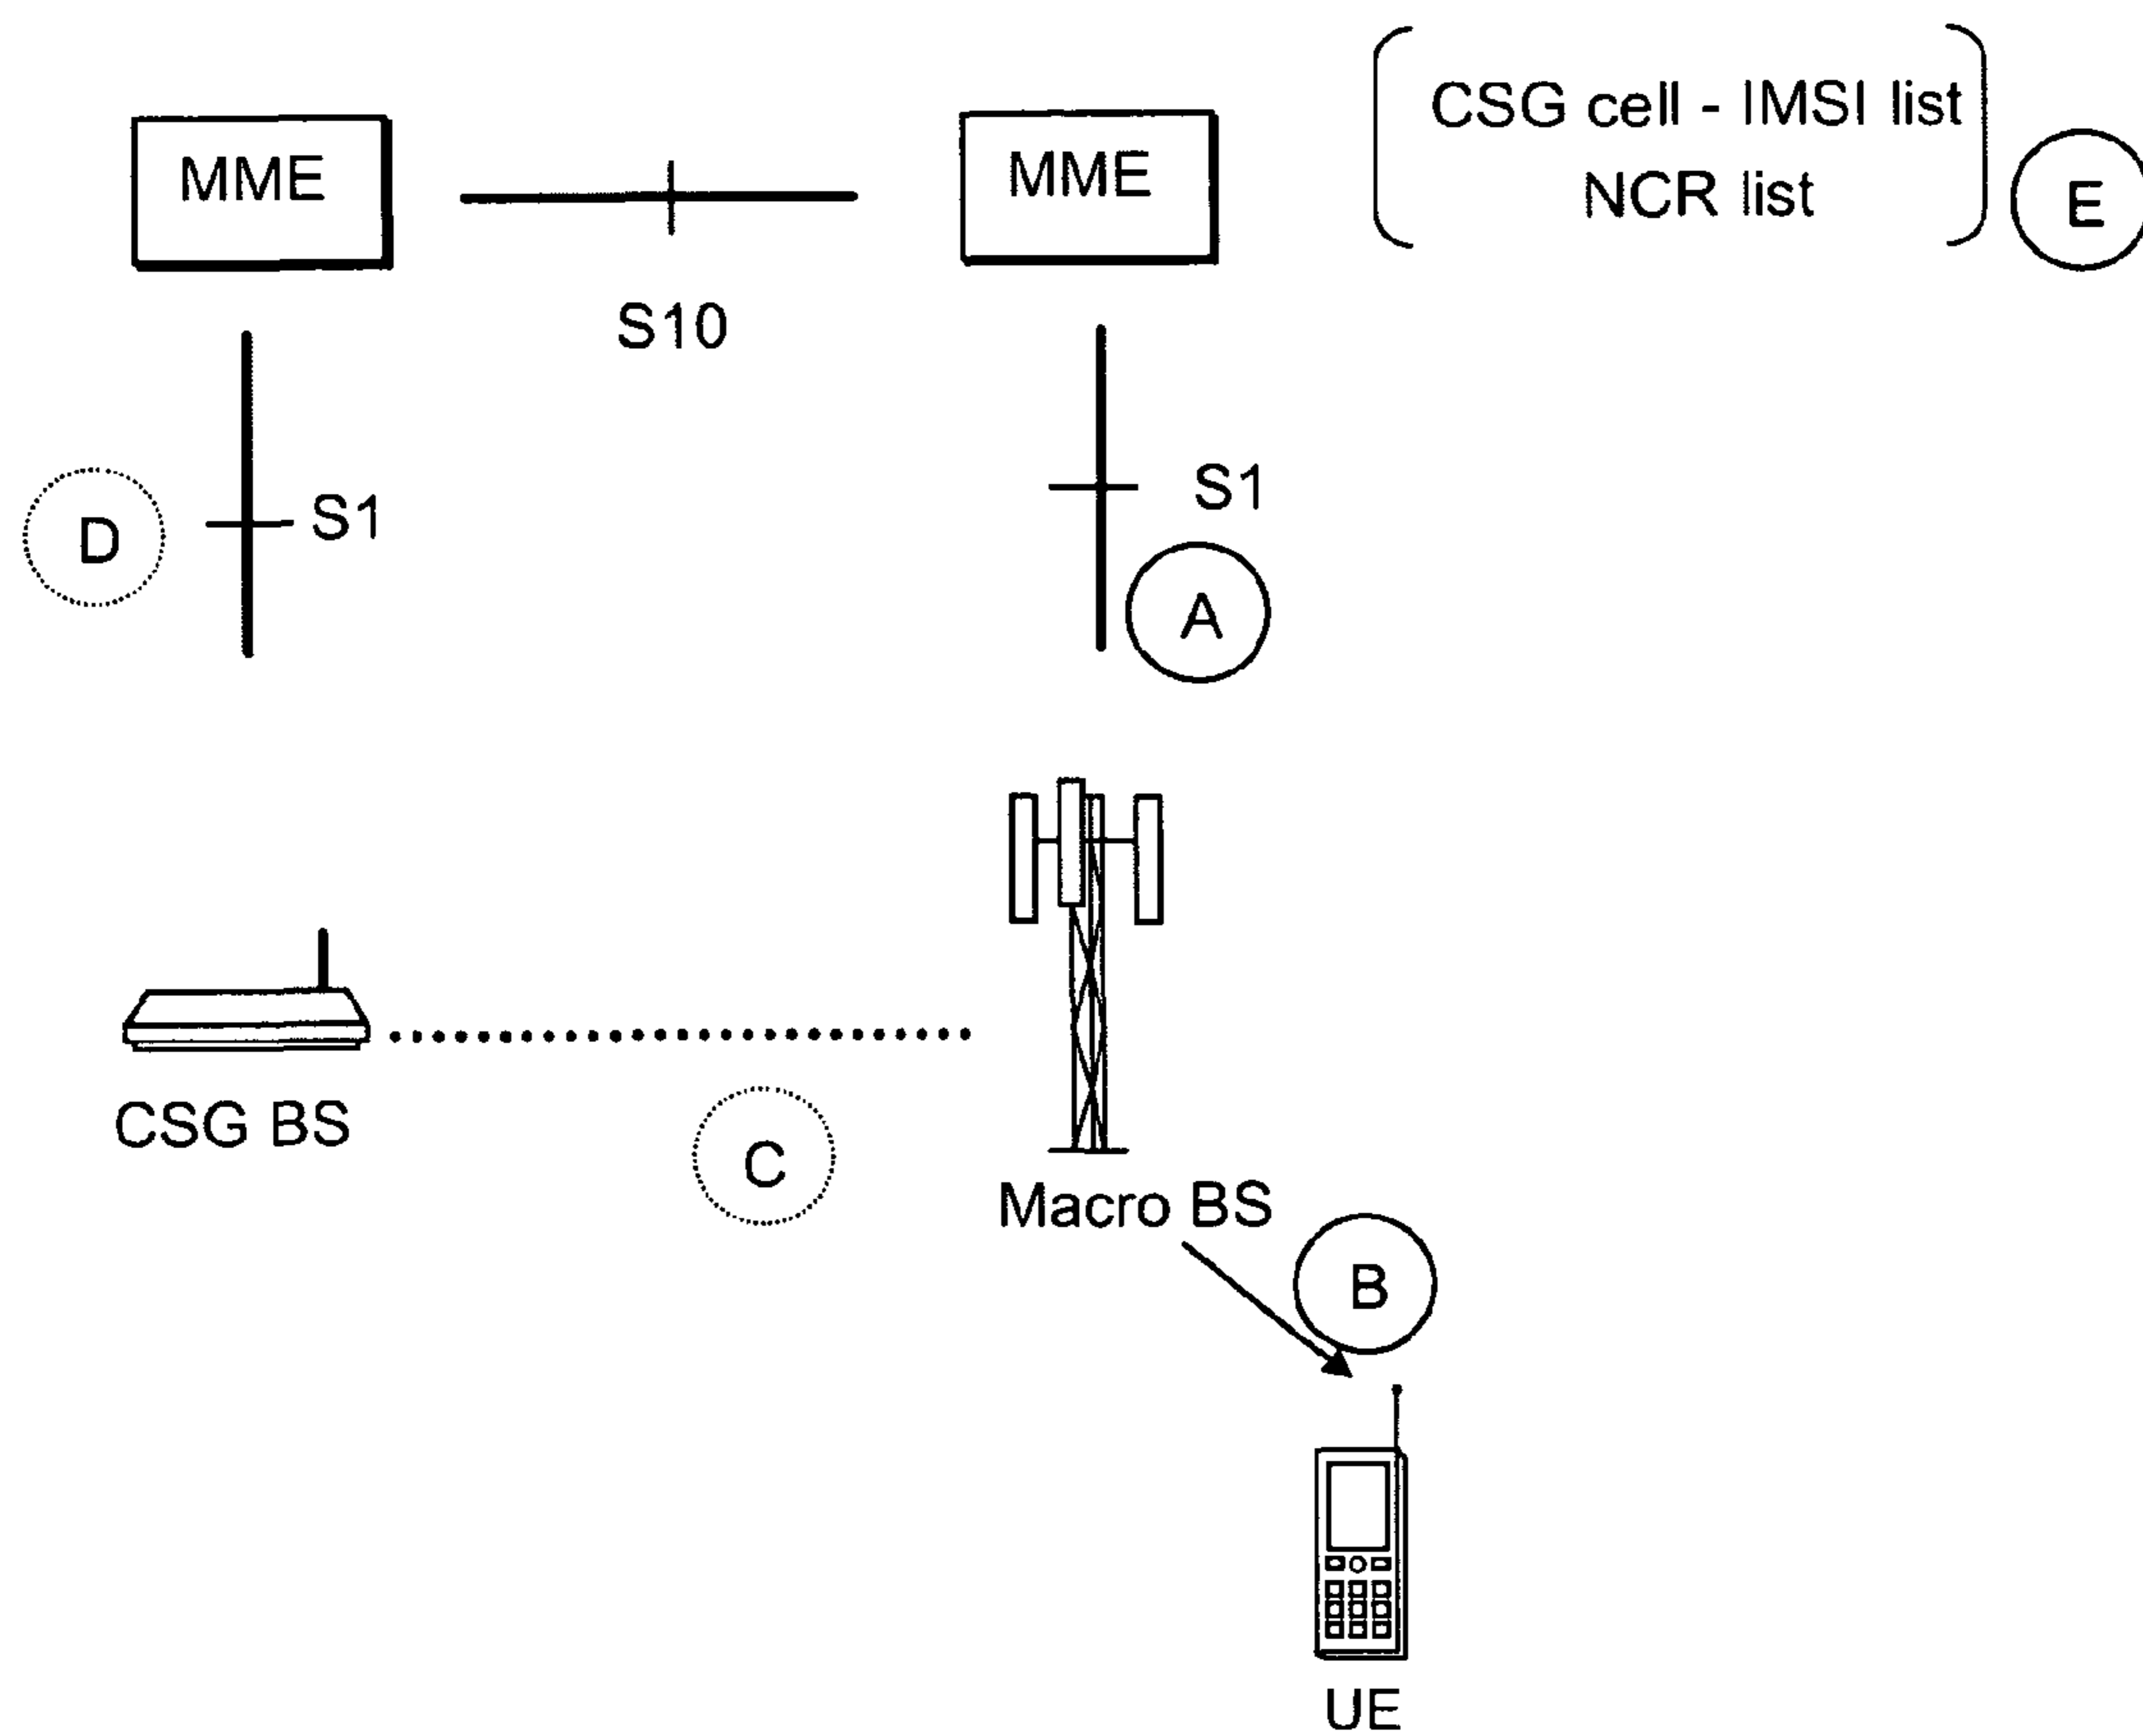 CSG cell - IMSI list
NCR list
E
MME
MME
S10
D
S1
S1
A
CSG BS
C
Macro BS
B
UE